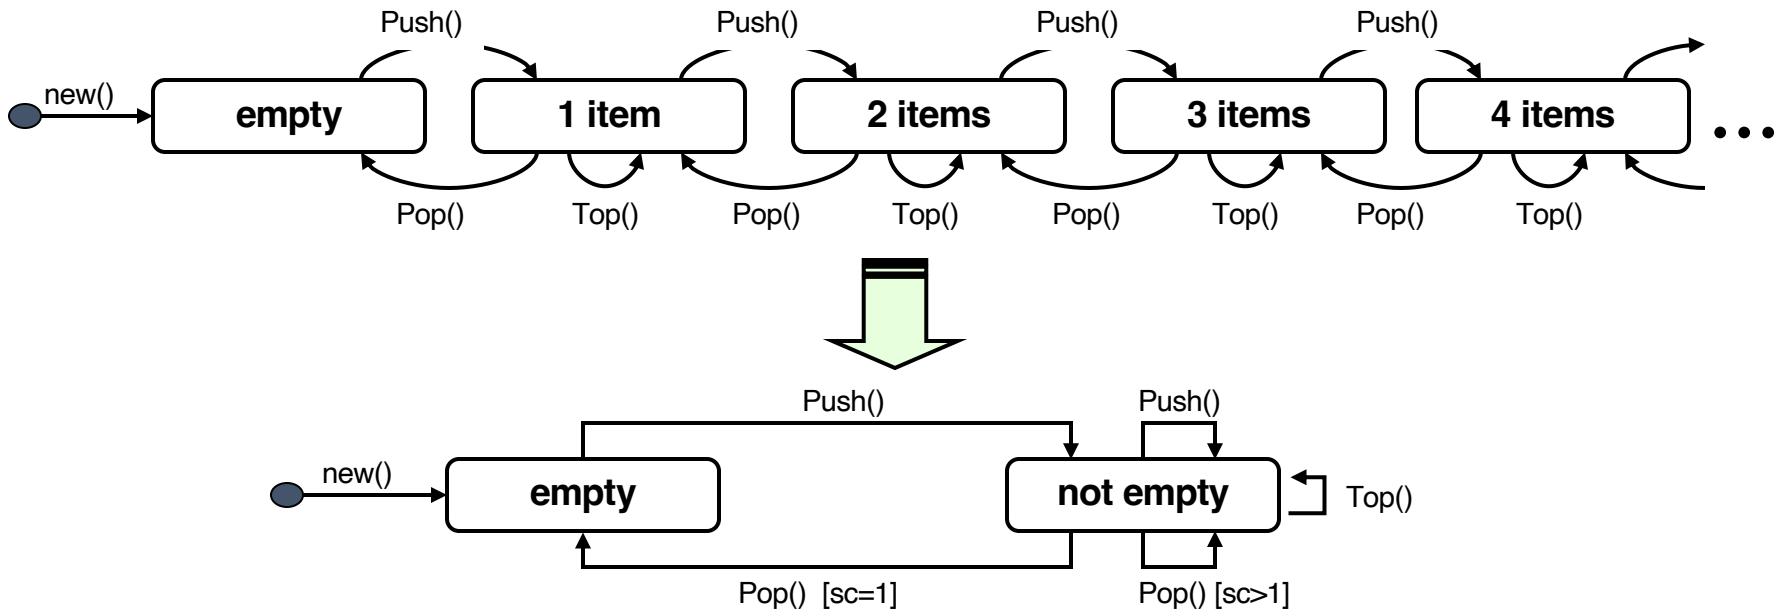 Push() Push() Push() Push()
new() empty 1 item 2 items 3 items 4 items ...
Pop() Top() Pop() Top() Pop() Top() Pop() Top()
Push() Push()
new() empty not empty Top()
Pop() [sc=1] Pop() [sc>1]